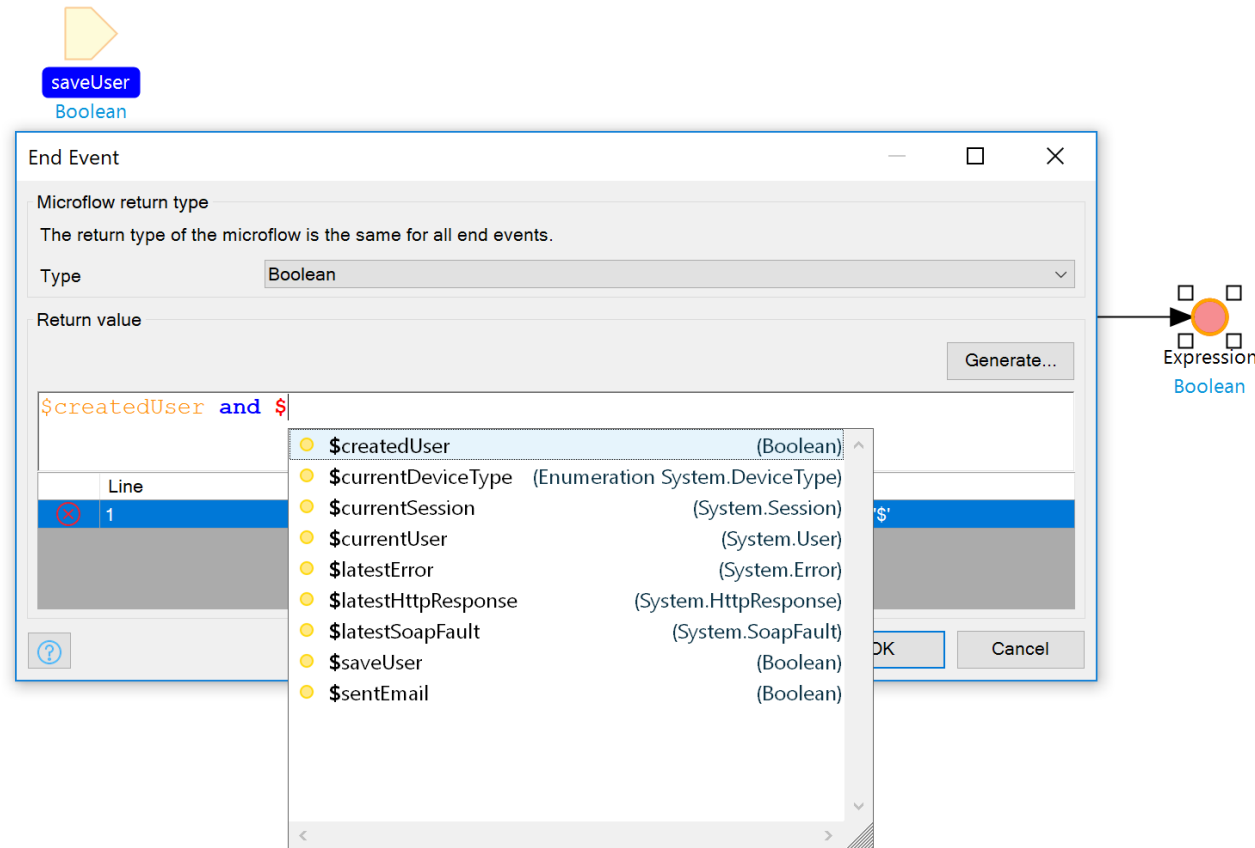 saveUser
Boolean
End Event
Microflow return type
The return type of the microflow is the same for all end events.
Type Boolean
Return value
Generate...
$createdUser and $
$createdUser (Boolean)
$currentDeviceType (Enumeration System.DeviceType)
$currentSession (System.Session)
$currentUser (System.User)
$latestError (System.Error)
$latestHttpResponse (System.HttpResponse)
$latestSoapFault (System.SoapFault)
$saveUser (Boolean)
$sentEmail (Boolean)
Line
1 '$'
OK Cancel
Expression
Boolean